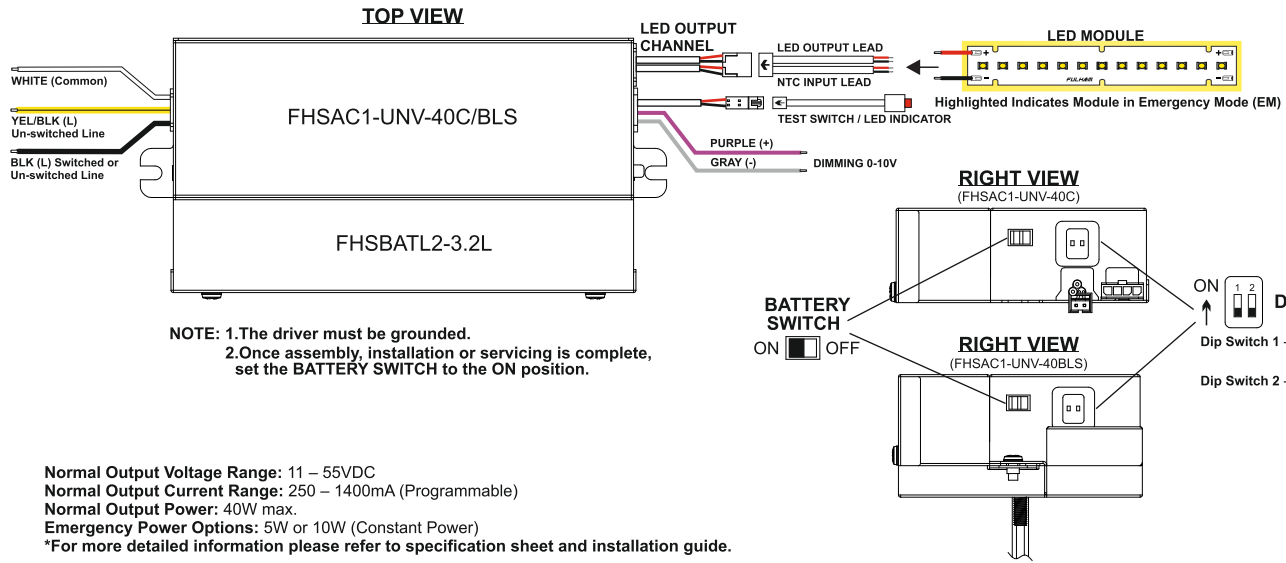 TOP VIEW
WHITE (Common)
YEL/BLK (L)
Un-switched Line
BLK (L) Switched or
Un-switched Line
FHSAC1-UNV-40C/BLS
FHSBATL2-3.2L
LED OUTPUT
CHANNEL
LED OUTPUT LEAD
NTC INPUT LEAD
TEST SWITCH / LED INDICATOR
PURPLE (+)
GRAY (-)
DIMMING 0-10V
LED MODULE
+
+
-
-
FULHAM
Highlighted Indicates Module in Emergency Mode (EM)
NOTE: 1.The driver must be grounded.
2.Once assembly, installation or servicing is complete,
set the BATTERY SWITCH to the ON position.
RIGHT VIEW
(FHSAC1-UNV-40C)
BATTERY
SWITCH
ON OFF
RIGHT VIEW
(FHSAC1-UNV-40BLS)
ON
1 2
D
Dip Switch 1 -
Dip Switch 2 -
Normal Output Voltage Range: 11 – 55VDC
Normal Output Current Range: 250 – 1400mA (Programmable)
Normal Output Power: 40W max.
Emergency Power Options: 5W or 10W (Constant Power)
*For more detailed information please refer to specification sheet and installation guide.